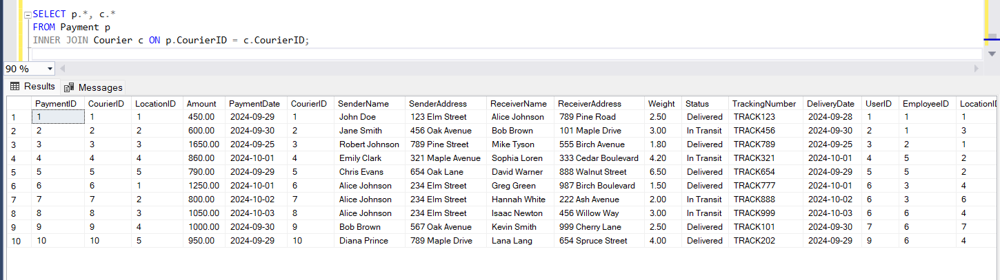 SELECT p.*, c.*
FROM Payment p
INNER JOIN Courier c ON p.CourierID = c.CourierID;
90 %
Results Messages
PaymentID CourierID LocationID Amount PaymentDate CourierID SenderName SenderAddress ReceiverName ReceiverAddress Weight Status TrackingNumber DeliveryDate UserID EmployeeID LocationID
1 1 1 1 450.00 2024-09-29 1 John Doe 123 Elm Street Alice Johnson 789 Pine Road 2.50 Delivered TRACK123 2024-09-28 1 1 1
2 2 2 2 600.00 2024-09-30 2 Jane Smith 456 Oak Avenue Bob Brown 101 Maple Drive 3.00 In Transit TRACK456 2024-09-30 2 1 3
3 3 3 3 1650.00 2024-09-25 3 Robert Johnson 789 Pine Street Mike Tyson 555 Birch Avenue 1.80 Delivered TRACK789 2024-09-25 3 2 1
4 4 4 4 860.00 2024-10-01 4 Emily Clark 321 Maple Avenue Sophia Loren 333 Cedar Boulevard 4.20 In Transit TRACK321 2024-10-01 4 5 2
5 5 5 5 790.00 2024-09-29 5 Chris Evans 654 Oak Lane David Warner 888 Walnut Street 6.50 Delivered TRACK654 2024-09-29 5 5 2
6 6 6 1 1250.00 2024-10-01 6 Alice Johnson 234 Elm Street Greg Green 987 Birch Boulevard 1.50 Delivered TRACK777 2024-10-01 6 3 4
7 7 7 2 800.00 2024-10-02 7 Alice Johnson 234 Elm Street Hannah White 222 Ash Avenue 2.00 In Transit TRACK888 2024-10-02 6 3 6
8 8 8 3 1050.00 2024-10-03 8 Alice Johnson 234 Elm Street Isaac Newton 456 Willow Way 3.00 In Transit TRACK999 2024-10-03 6 6 4
9 9 9 4 1000.00 2024-09-30 9 Bob Brown 567 Oak Avenue Kevin Smith 999 Cherry Lane 2.50 Delivered TRACK101 2024-09-30 7 6 7
10 10 10 5 950.00 2024-09-29 10 Diana Prince 789 Maple Drive Lana Lang 654 Spruce Street 4.00 Delivered TRACK202 2024-09-29 9 6 4